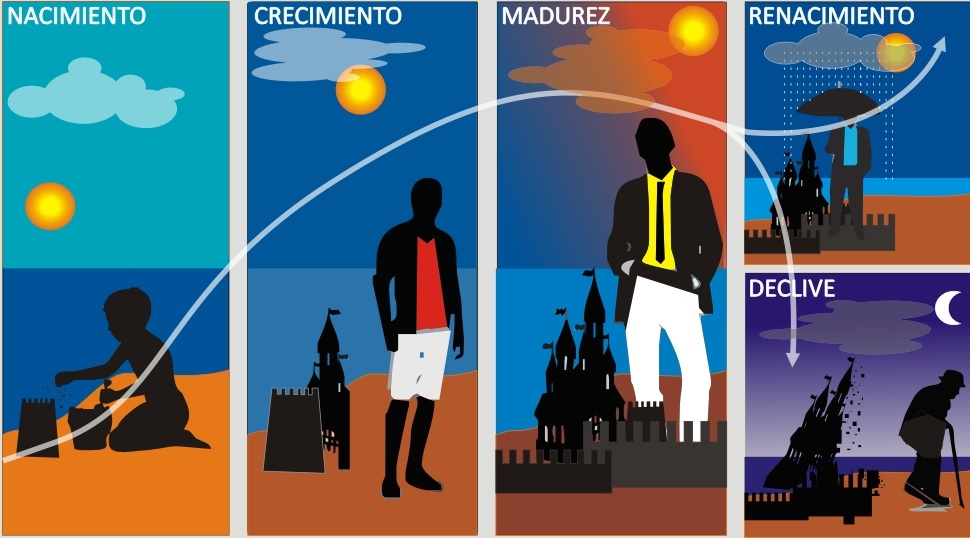 NACIMIENTO
CRECIMIENTO
MADUREZ
RENACIMIENTO
DECLIVE